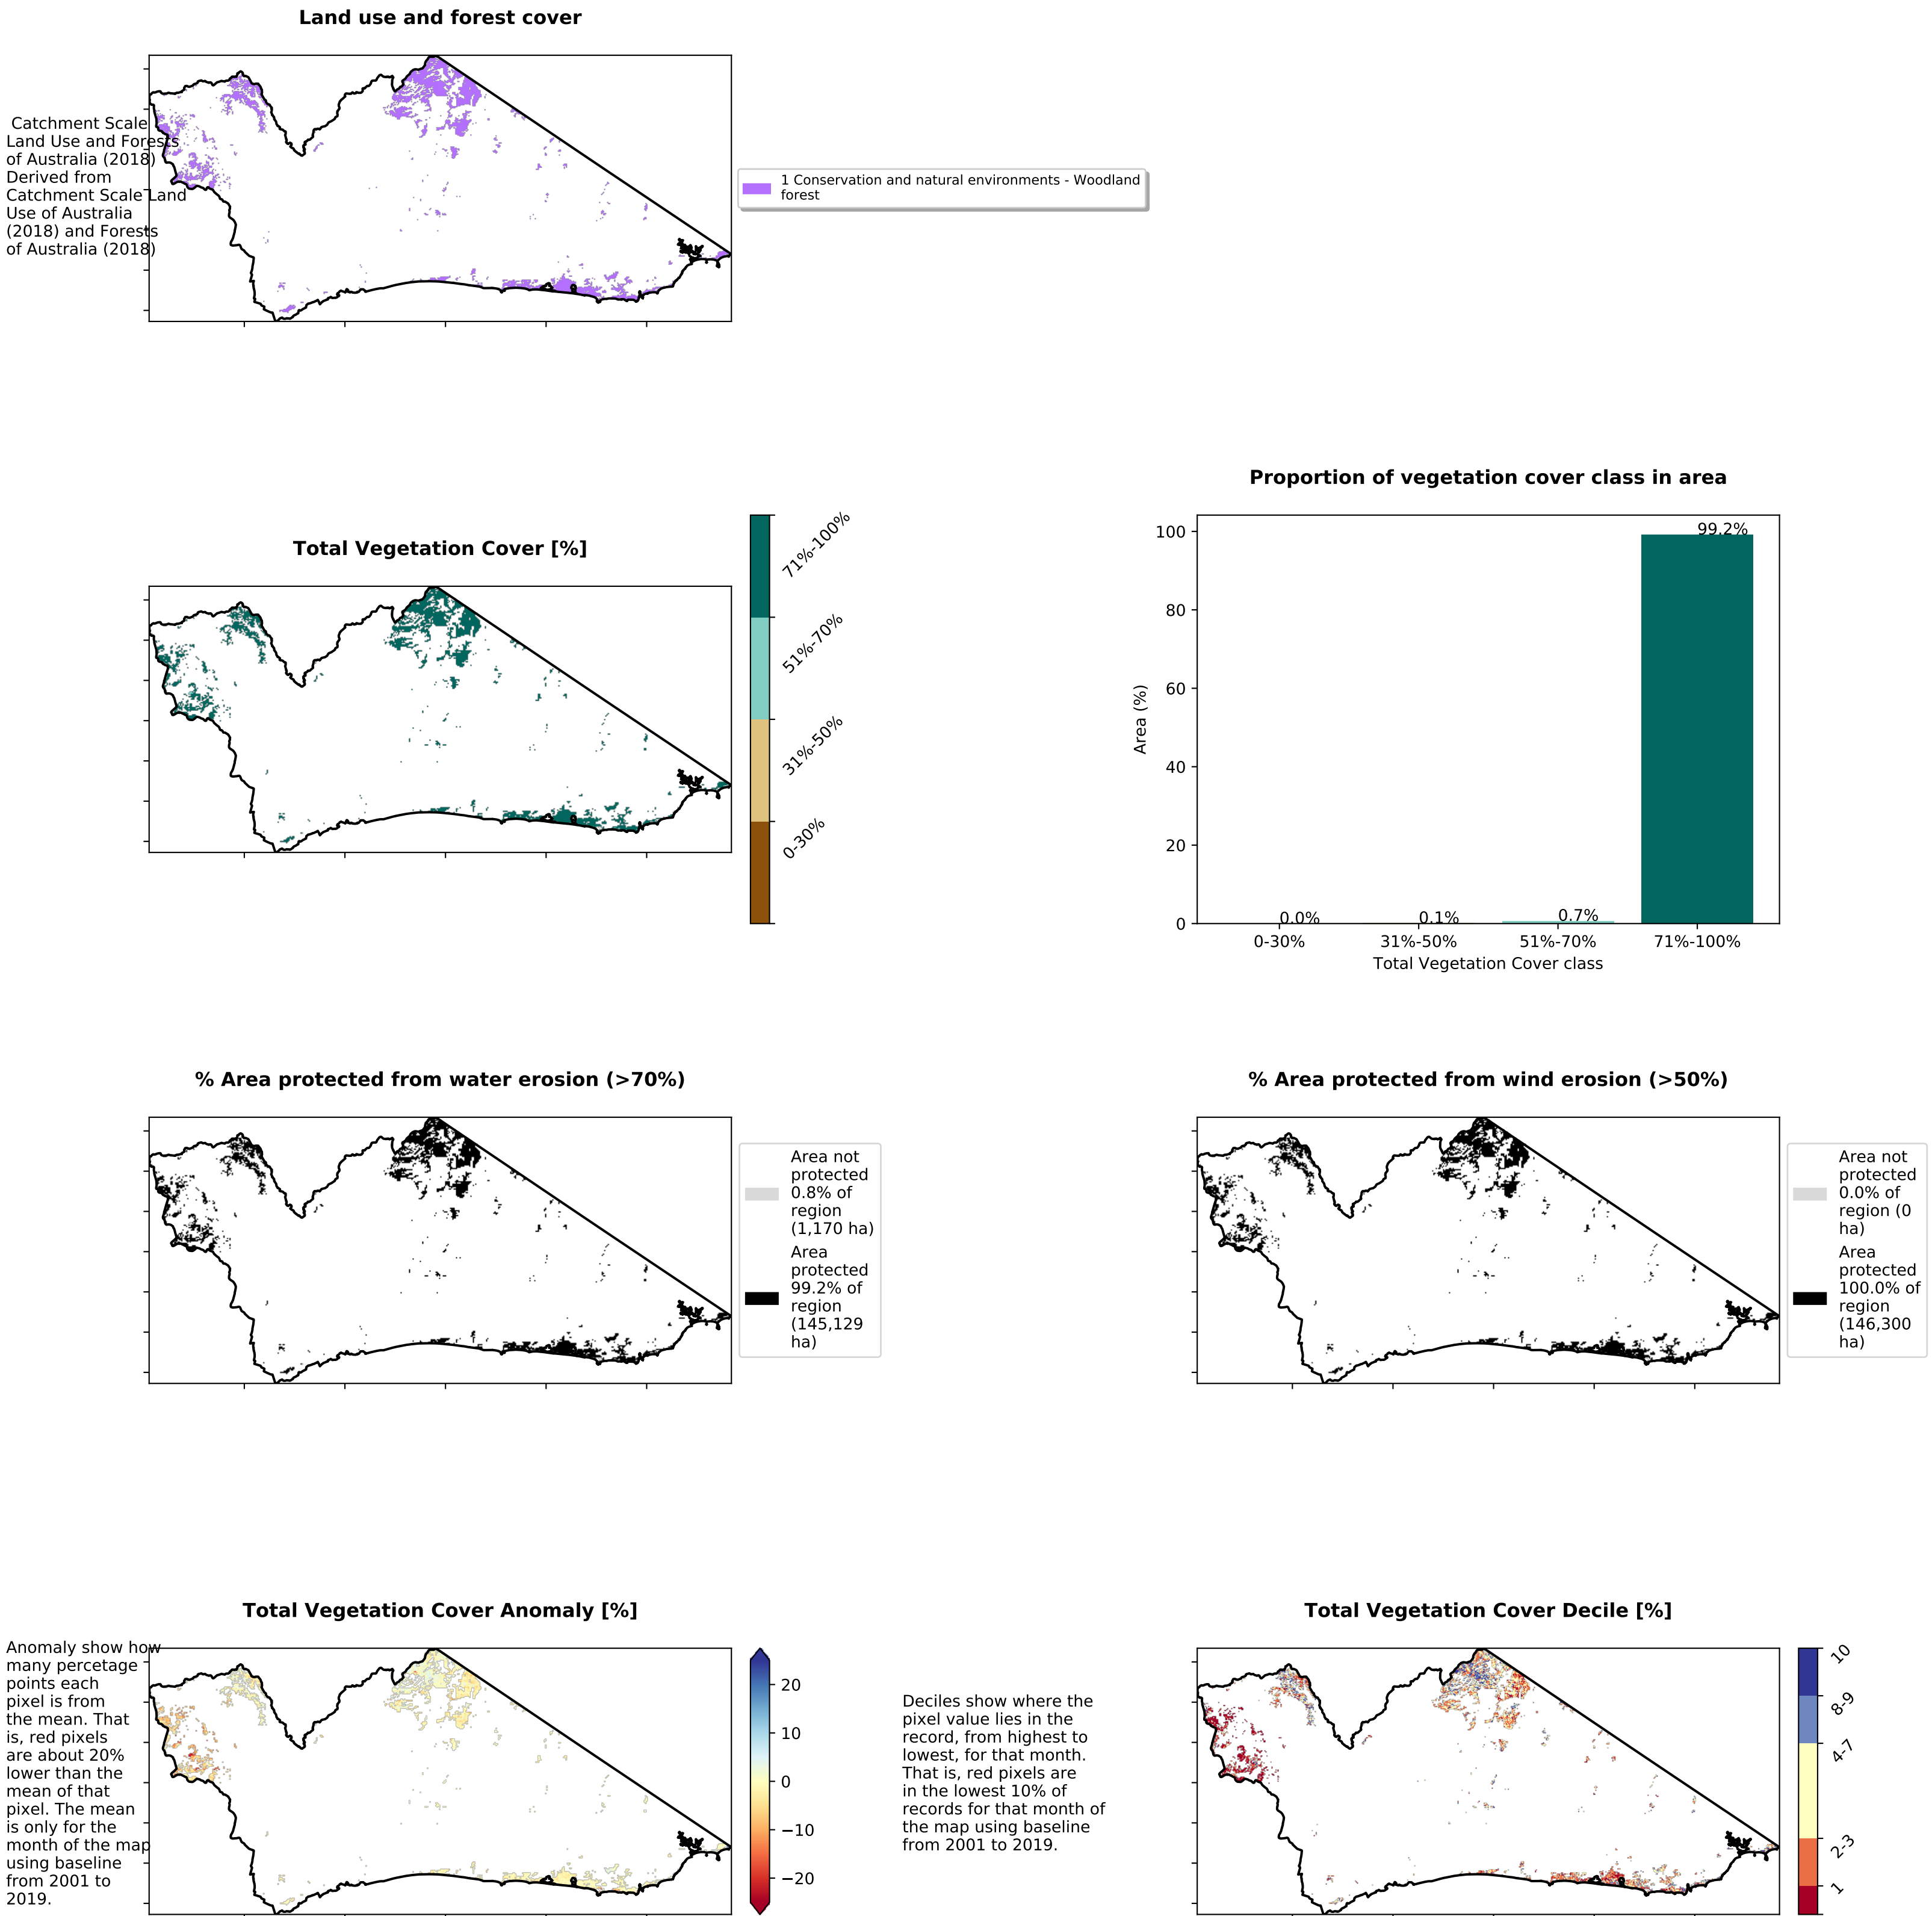 Land use and forest cover
Catchment Scale
Land Use and Forests
of Australia (2018)
Derived from
Catchment Scale Land
Use of Australia
(2018) and Forests
of Australia (2018)
1 Conservation and natural environments - Woodland
forest
Total Vegetation Cover [%]
71%-100%
51%-70%
31%-50%
0-30%
Proportion of vegetation cover class in area
Area (%)
100
80
60
40
20
0
0.0%
0.1%
0.7%
99.2%
0-30%
31%-50%
51%-70%
71%-100%
Total Vegetation Cover class
% Area protected from water erosion (>70%)
Area not
protected
0.8% of
region
(1,170 ha)
Area
protected
99.2% of
region
(145,129
ha)
% Area protected from wind erosion (>50%)
Area not
protected
0.0% of
region (0
ha)
Area
protected
100.0% of
region
(146,300
ha)
Total Vegetation Cover Anomaly [%]
Anomaly show how
many percetage
points each
pixel is from
the mean. That
is, red pixels
are about 20%
lower than the
mean of that
pixel. The mean
is only for the
month of the map
using baseline
from 2001 to
2019.
20
10
0
−10
−20
Total Vegetation Cover Decile [%]
Deciles show where the
pixel value lies in the
record, from highest to
lowest, for that month.
That is, red pixels are
in the lowest 10% of
records for that month of
the map using baseline
from 2001 to 2019.
10
8-9
4-7
2-3
1